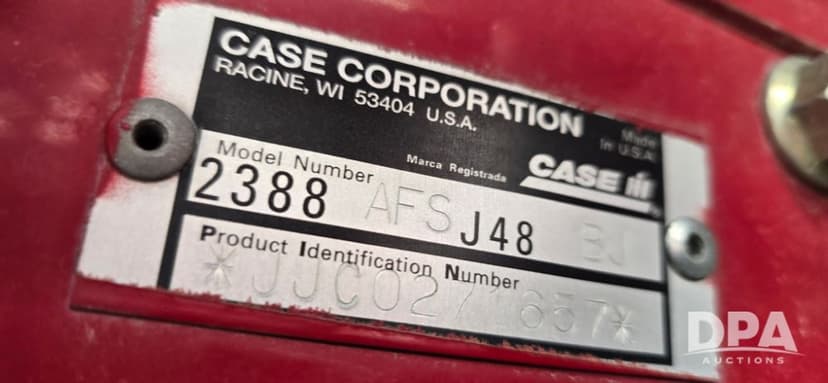 CASE CORPORATION
RACINE, WI 53404 U.S.A.
Made
In U.S.A.
Model Number
Marca Registrada
CASE IH
2388 AFS J48 BJ
Product Identification Number
*JJC0271657*
DPA
AUCTIONS